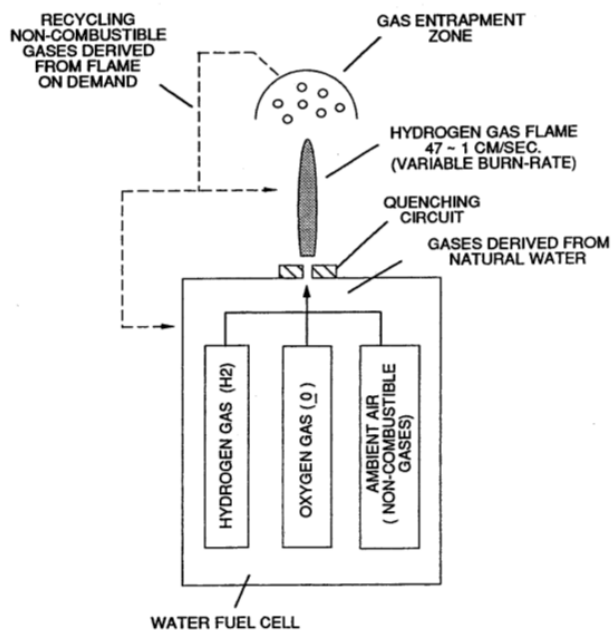 RECYCLING
NON-COMBUSTIBLE
GASES DERIVED
FROM FLAME
ON DEMAND
GAS ENTRAPMENT
ZONE
HYDROGEN GAS FLAME
47 ~ 1 CM/SEC.
(VARIABLE BURN-RATE)
QUENCHING
CIRCUIT
GASES DERIVED FROM
NATURAL WATER
HYDROGEN GAS (H2)
OXYGEN GAS (O)
AMBIENT AIR
( NON-COMBUSTIBLE
GASES)
WATER FUEL CELL